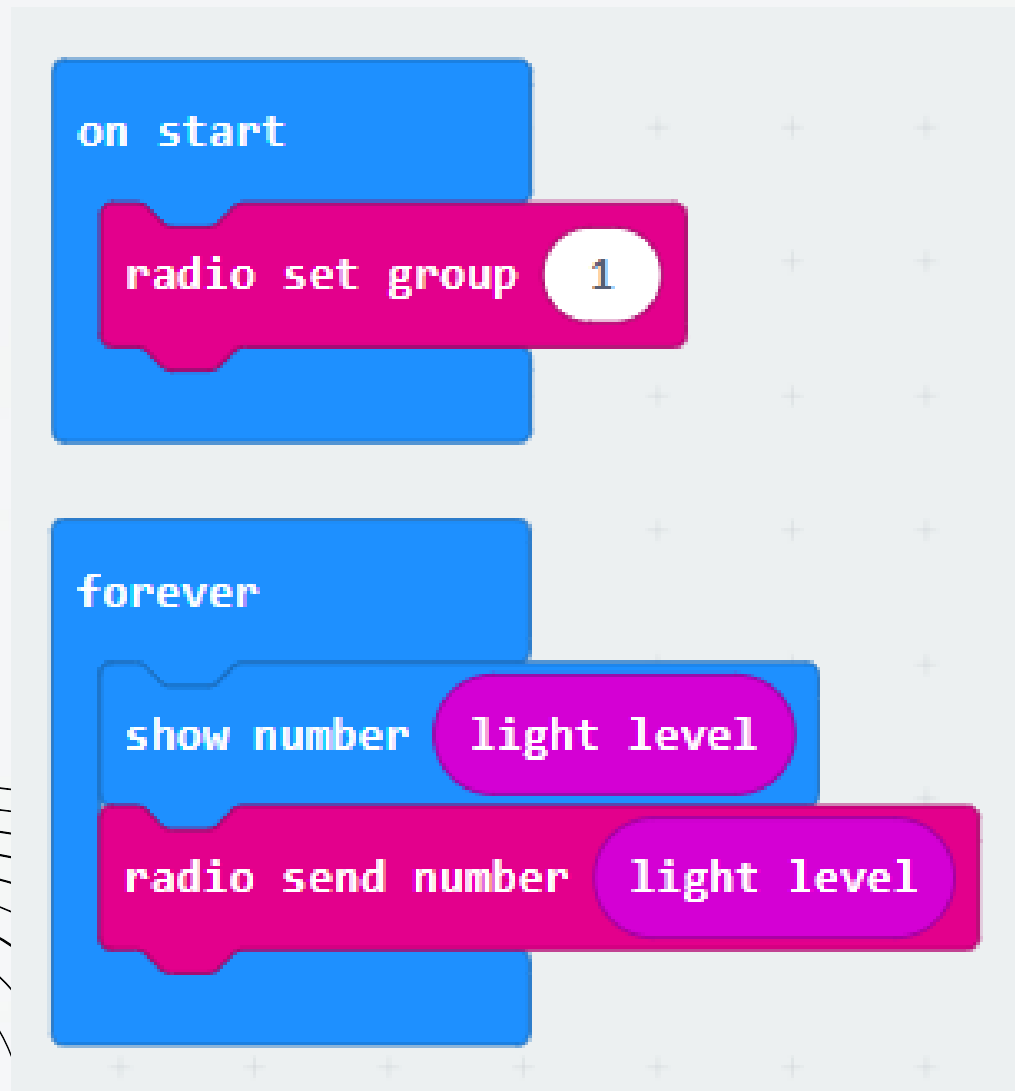 on start
radio set group 1
forever
show number light level
radio send number light level